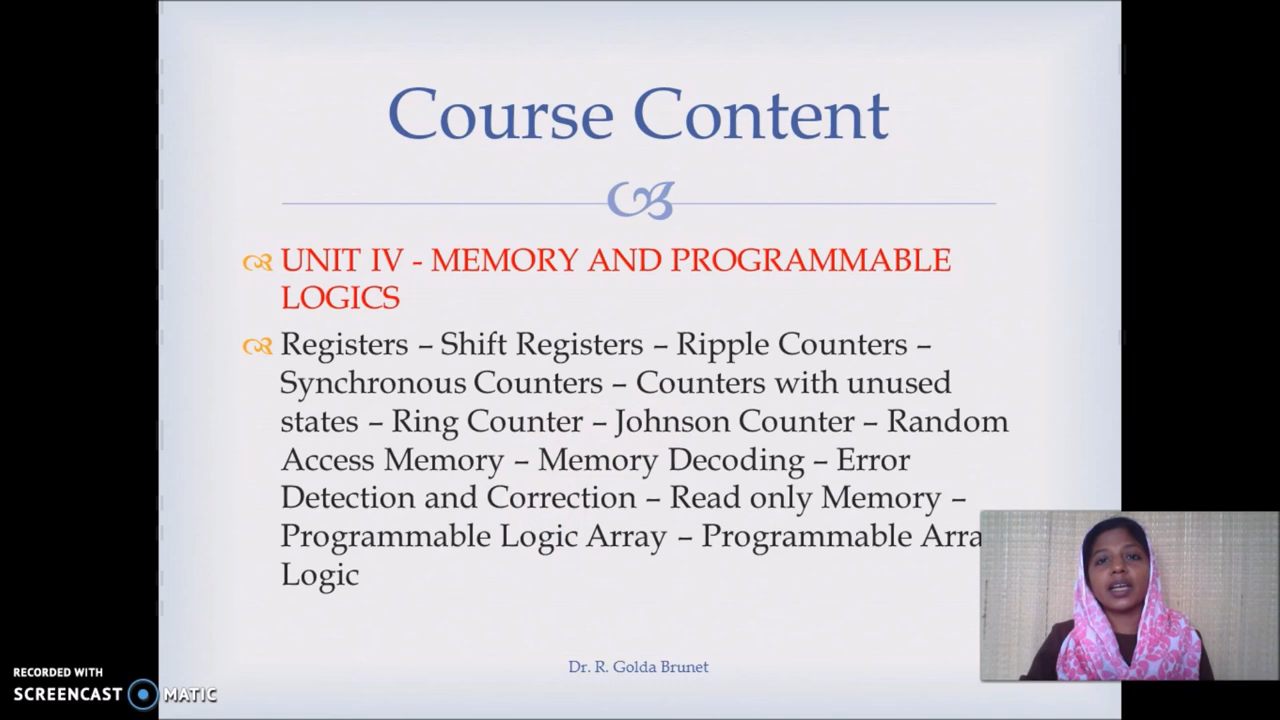 Course Content
UNIT IV - MEMORY AND PROGRAMMABLE
LOGICS
Registers – Shift Registers – Ripple Counters –
Synchronous Counters – Counters with unused
states – Ring Counter – Johnson Counter – Random
Access Memory – Memory Decoding – Error
Detection and Correction – Read only Memory –
Programmable Logic Array – Programmable Arra
Logic
Dr. R. Golda Brunet
RECORDED WITH
SCREENCAST MATIC